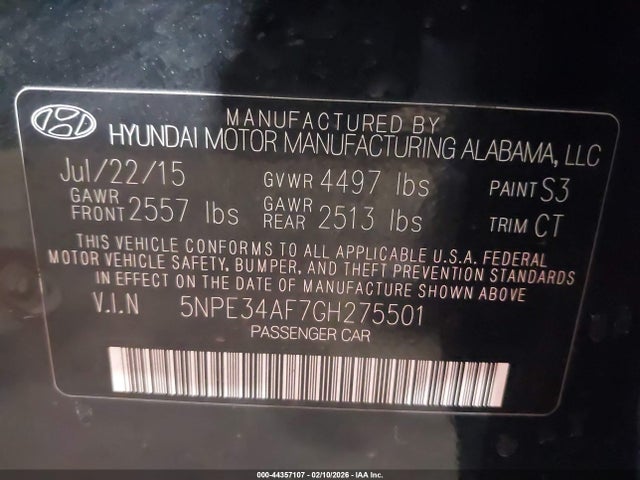 MANUFACTURED BY
HYUNDAI MOTOR MANUFACTURING ALABAMA, LLC
Jul/22/15 GVWR 4497 lbs PAINT S3
GAWR FRONT 2557 lbs GAWR REAR 2513 lbs TRIM CT
THIS VEHICLE CONFORMS TO ALL APPLICABLE U.S.A. FEDERAL
MOTOR VEHICLE SAFETY, BUMPER, AND THEFT PREVENTION STANDARDS
IN EFFECT ON THE DATE OF MANUFACTURE SHOWN ABOVE
V.I.N 5NPE34AF7GH275501
PASSENGER CAR
000-44357107 - 02/10/2026 - IAA Inc.